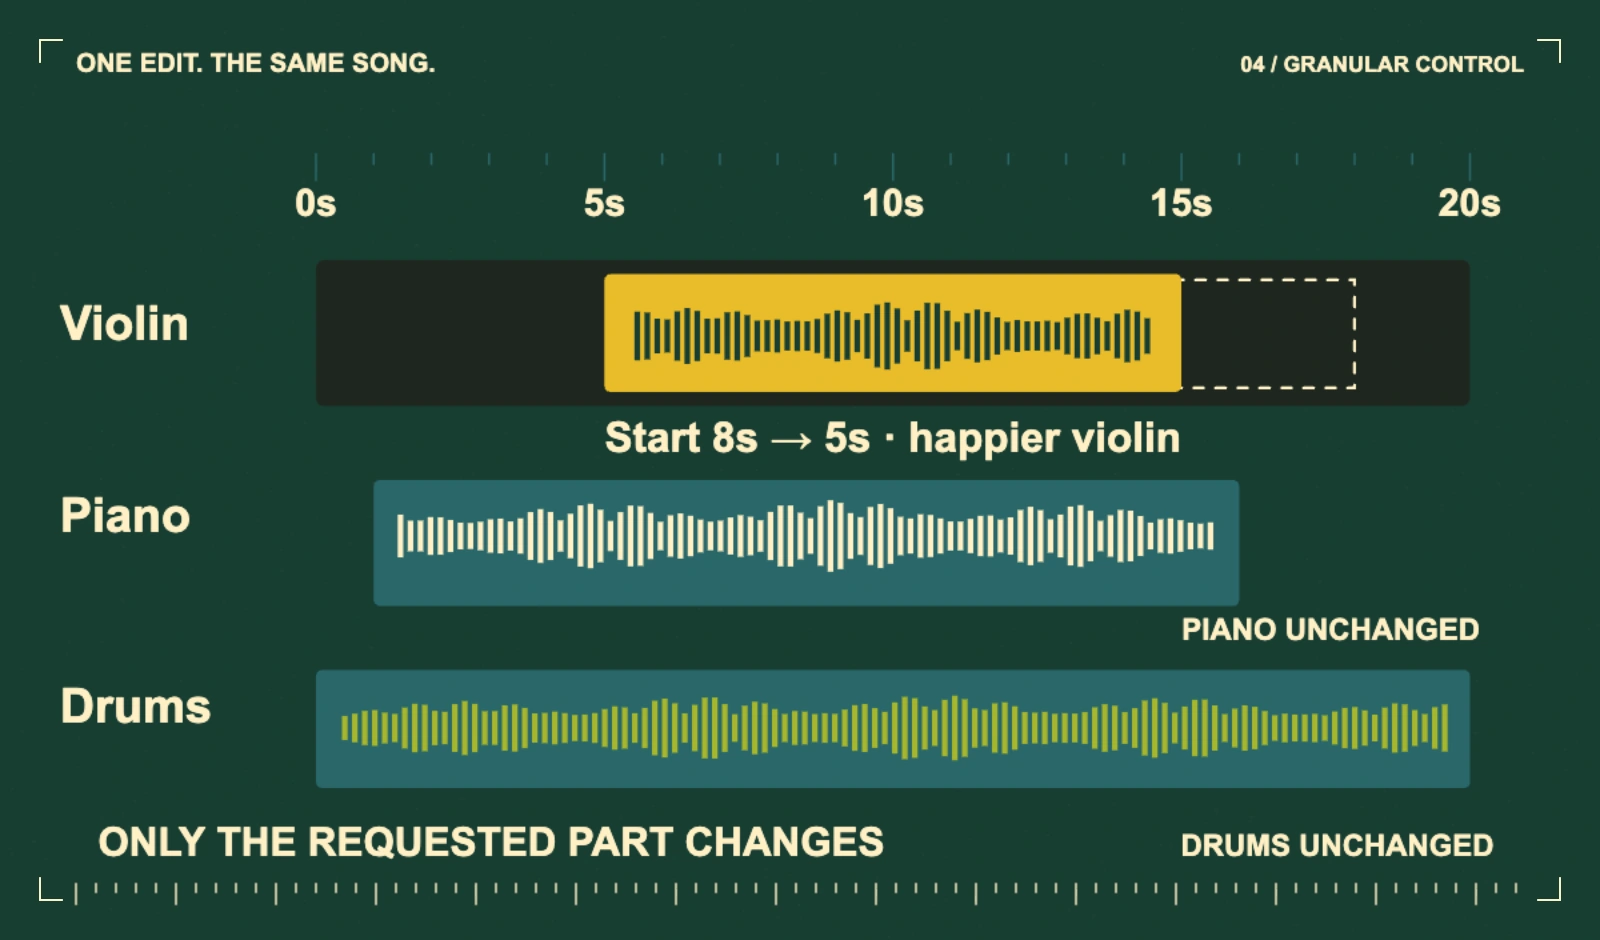 ONE EDIT. THE SAME SONG.
04 / GRANULAR CONTROL
0s 5s 10s 15s 20s
Violin
Start 8s → 5s · happier violin
Piano
PIANO UNCHANGED
Drums
ONLY THE REQUESTED PART CHANGES
DRUMS UNCHANGED